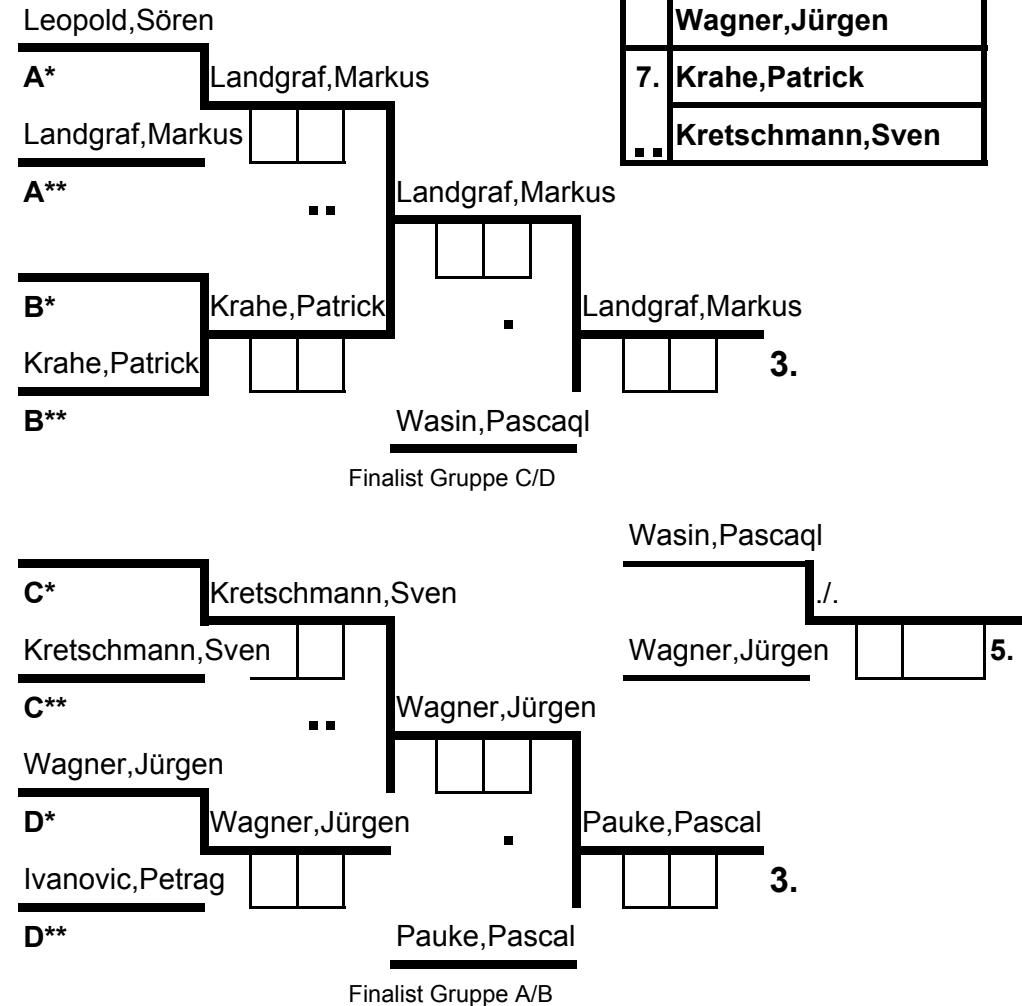 Leopold,Sören
Wagner,Jürgen
A*
Landgraf,Markus
7. Krahe,Patrick
Landgraf,Markus
Kretschmann,Sven
A**
Landgraf,Markus
B*
Krahe,Patrick
Landgraf,Markus
Krahe,Patrick
3.
B**
Wasin,Pascaql
Finalist Gruppe C/D
Wasin,Pascaql
C*
Kretschmann,Sven
./.
Kretschmann,Sven
Wagner,Jürgen
5.
C**
Wagner,Jürgen
Wagner,Jürgen
D*
Wagner,Jürgen
Pauke,Pascal
Ivanovic,Petrag
3.
D**
Pauke,Pascal
Finalist Gruppe A/B